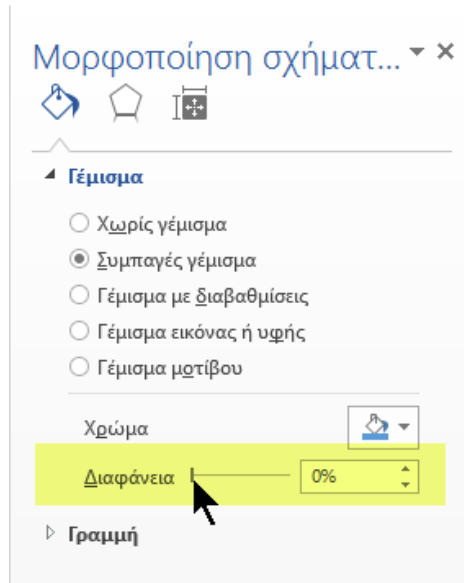 Μορφοποίηση σχήματ...
Γέμισμα
Χωρίς γέμισμα
Συμπαγές γέμισμα
Γέμισμα με διαβαθμίσεις
Γέμισμα εικόνας ή υφής
Γέμισμα μοτίβου
Χρώμα
Διαφάνεια 0%
Γραμμή